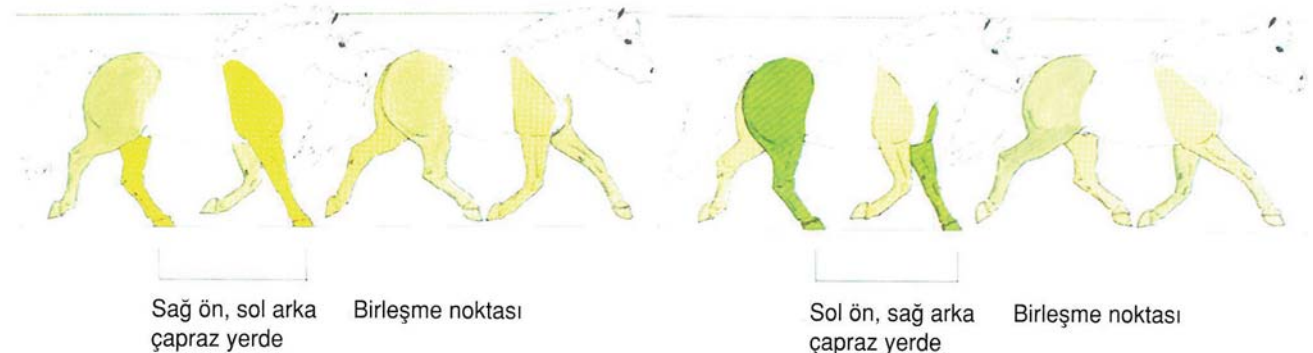 Sağ ön, sol arka
çapraz yerde
Birleşme noktası
Sol ön, sağ arka
çapraz yerde
Birleşme noktası